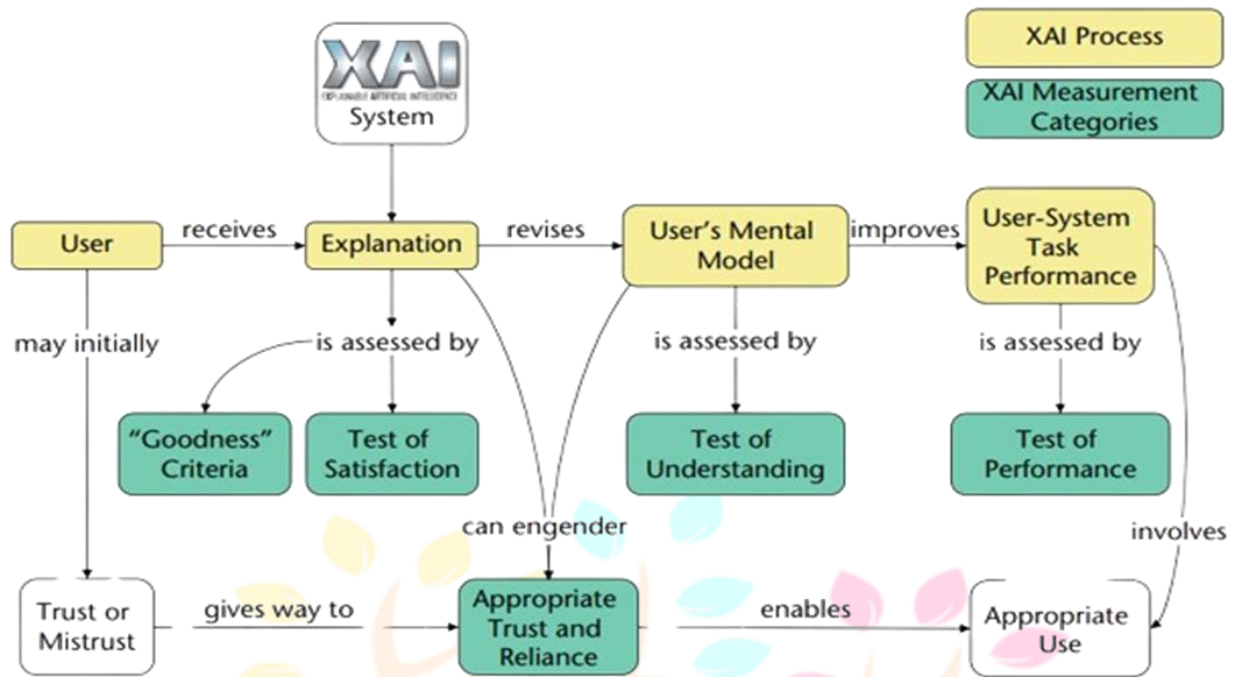 XAI
EXPLAINABLE ARTIFICIAL INTELLIGENCE
System
XAI Process
XAI Measurement
Categories
User
receives
Explanation
revises
User's Mental
Model
improves
User-System
Task
Performance
may initially
is assessed by
is assessed by
is assessed by
“Goodness”
Criteria
Test of
Satisfaction
Test of
Understanding
Test of
Performance
can engender
involves
Trust or
Mistrust
gives way to
Appropriate
Trust and
Reliance
enables
Appropriate
Use